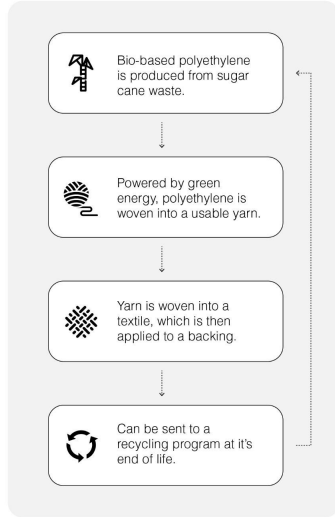 Bio-based polyethylene
is produced from sugar
cane waste.
Powered by green
energy, polyethylene is
woven into a usable yarn.
Yarn is woven into a
textile, which is then
applied to a backing.
Can be sent to a
recycling program at it's
end of life.